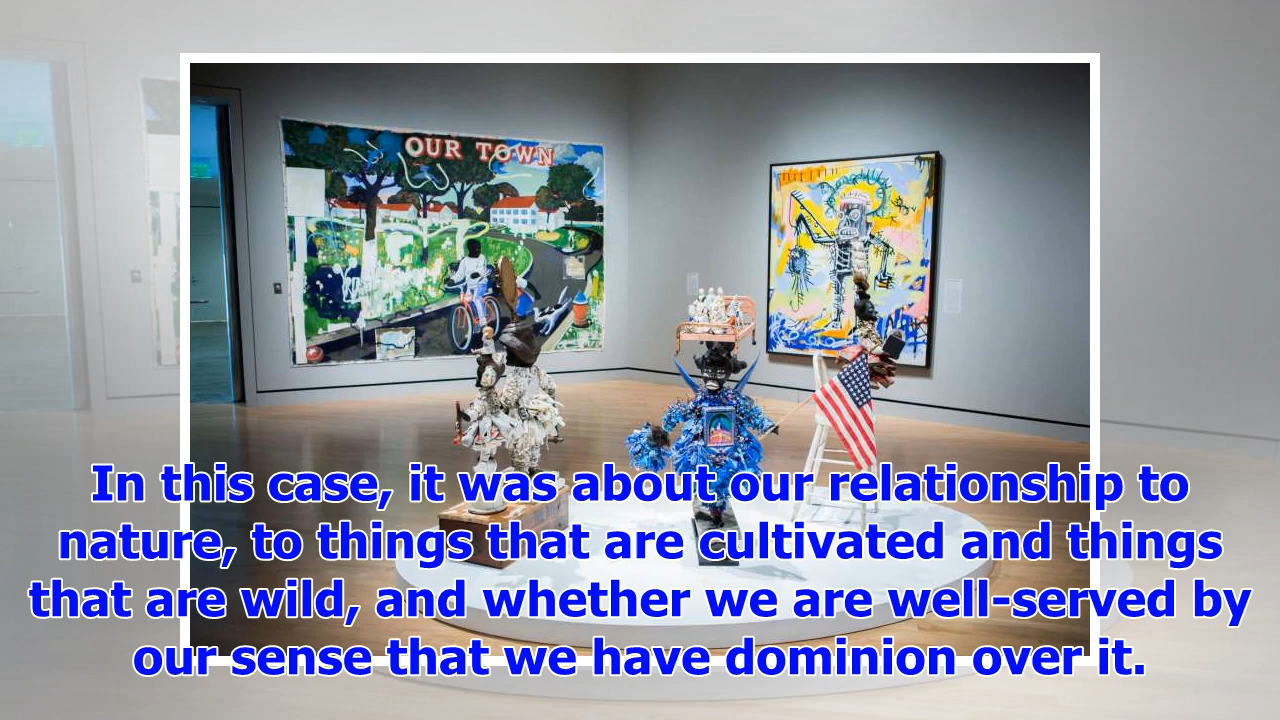 OUR TOWN
In this case, it was about our relationship to
nature, to things that are cultivated and things
that are wild, and whether we are well-served by
our sense that we have dominion over it.